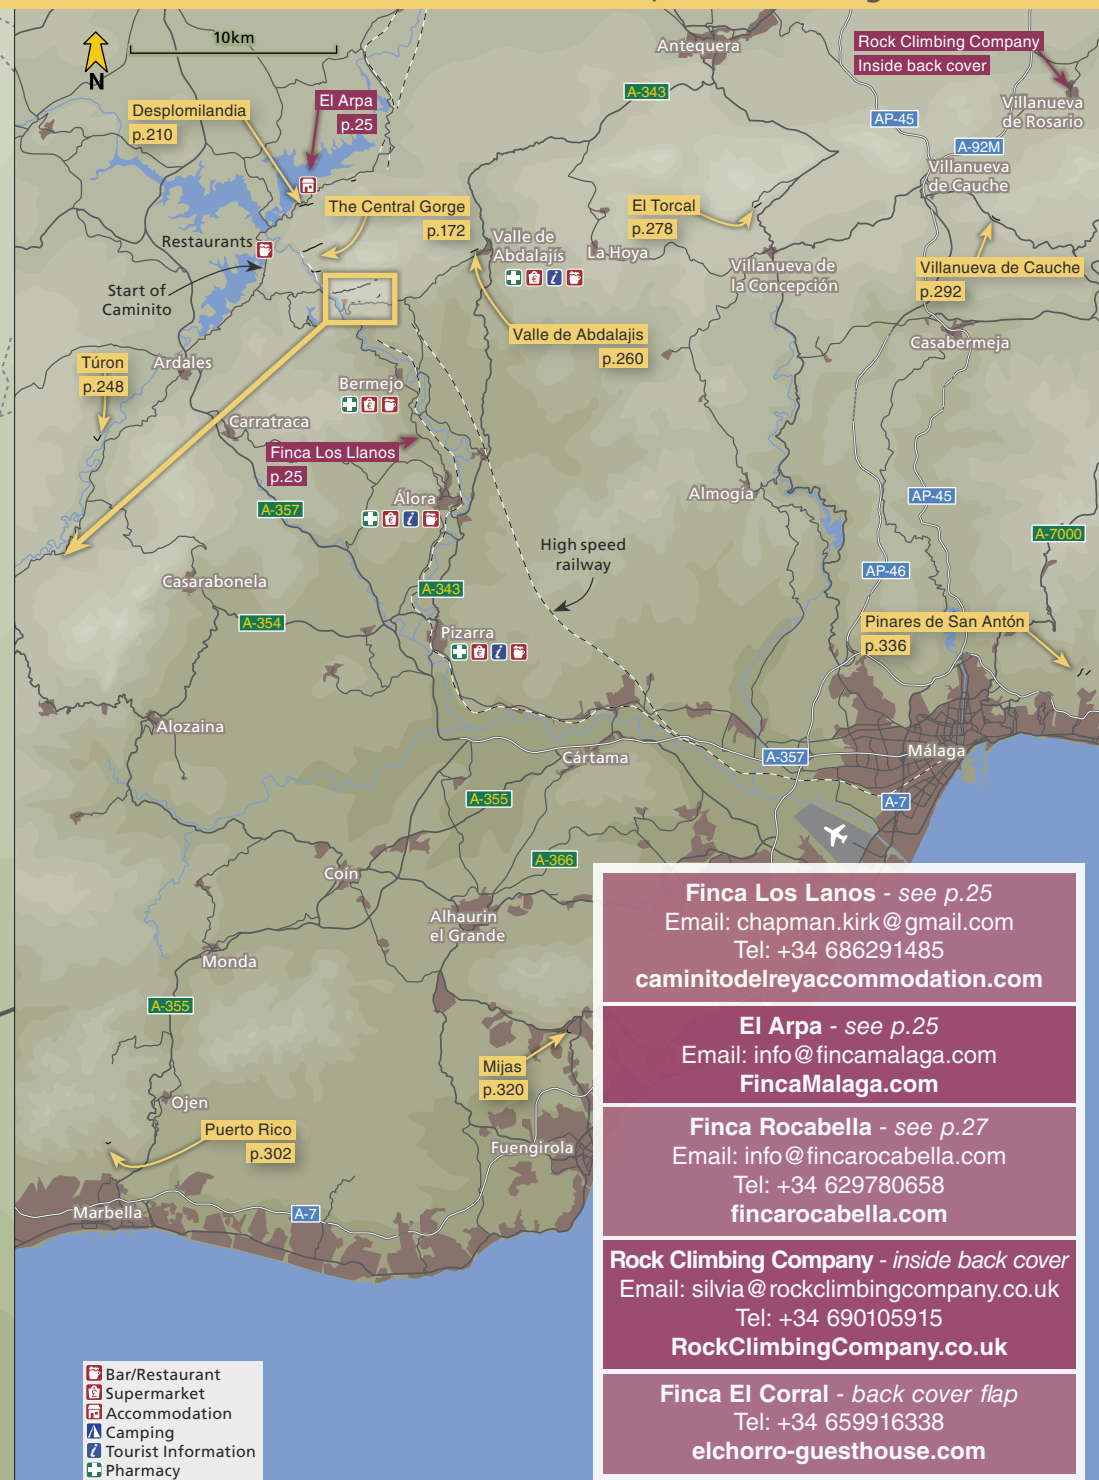 10km
N
Antequera
Rock Climbing Company
Inside back cover
A-343
Villanueva
de Rosario
El Arpa
p.25
Desplomilandia
p.210
AP-45
A-92M
Villanueva
de Cauche
The Central Gorge
p.172
El Torcal
p.278
Restaurants
Valle de
Abdalajís
La Hoya
Villanueva de
la Concepción
Villanueva de Cauche
p.292
Start of
Caminito
Valle de Abdalajis
p.260
Casabermeja
Túron
p.248
Ardales
Bermejo
Carratraca
Finca Los Llanos
p.25
Álora
Almogía
AP-45
A-357
A-7000
High speed
railway
AP-46
Casarabonela
A-343
A-354
Pizarra
Pinares de San Antón
p.336
Alozaina
Cártama
A-357
Málaga
A-355
A-7
A-366
Coín
Alhaurin
el Grande
Monda
A-355
Mijas
p.320
Ojen
Puerto Rico
p.302
Fuengirola
Marbella
A-7
Finca Los Lanos - see p.25
Email: chapman.kirk@gmail.com
Tel: +34 686291485
caminitodelreyaccommodation.com
El Arpa - see p.25
Email: info@fincamalaga.com
FincaMalaga.com
Finca Rocabella - see p.27
Email: info@fincarocabella.com
Tel: +34 629780658
fincarocabella.com
Rock Climbing Company - inside back cover
Email: silvia@rockclimbingcompany.co.uk
Tel: +34 690105915
RockClimbingCompany.co.uk
Finca El Corral - back cover flap
Tel: +34 659916338
elchorro-guesthouse.com
Bar/Restaurant
Supermarket
Accommodation
Camping
Tourist Information
Pharmacy